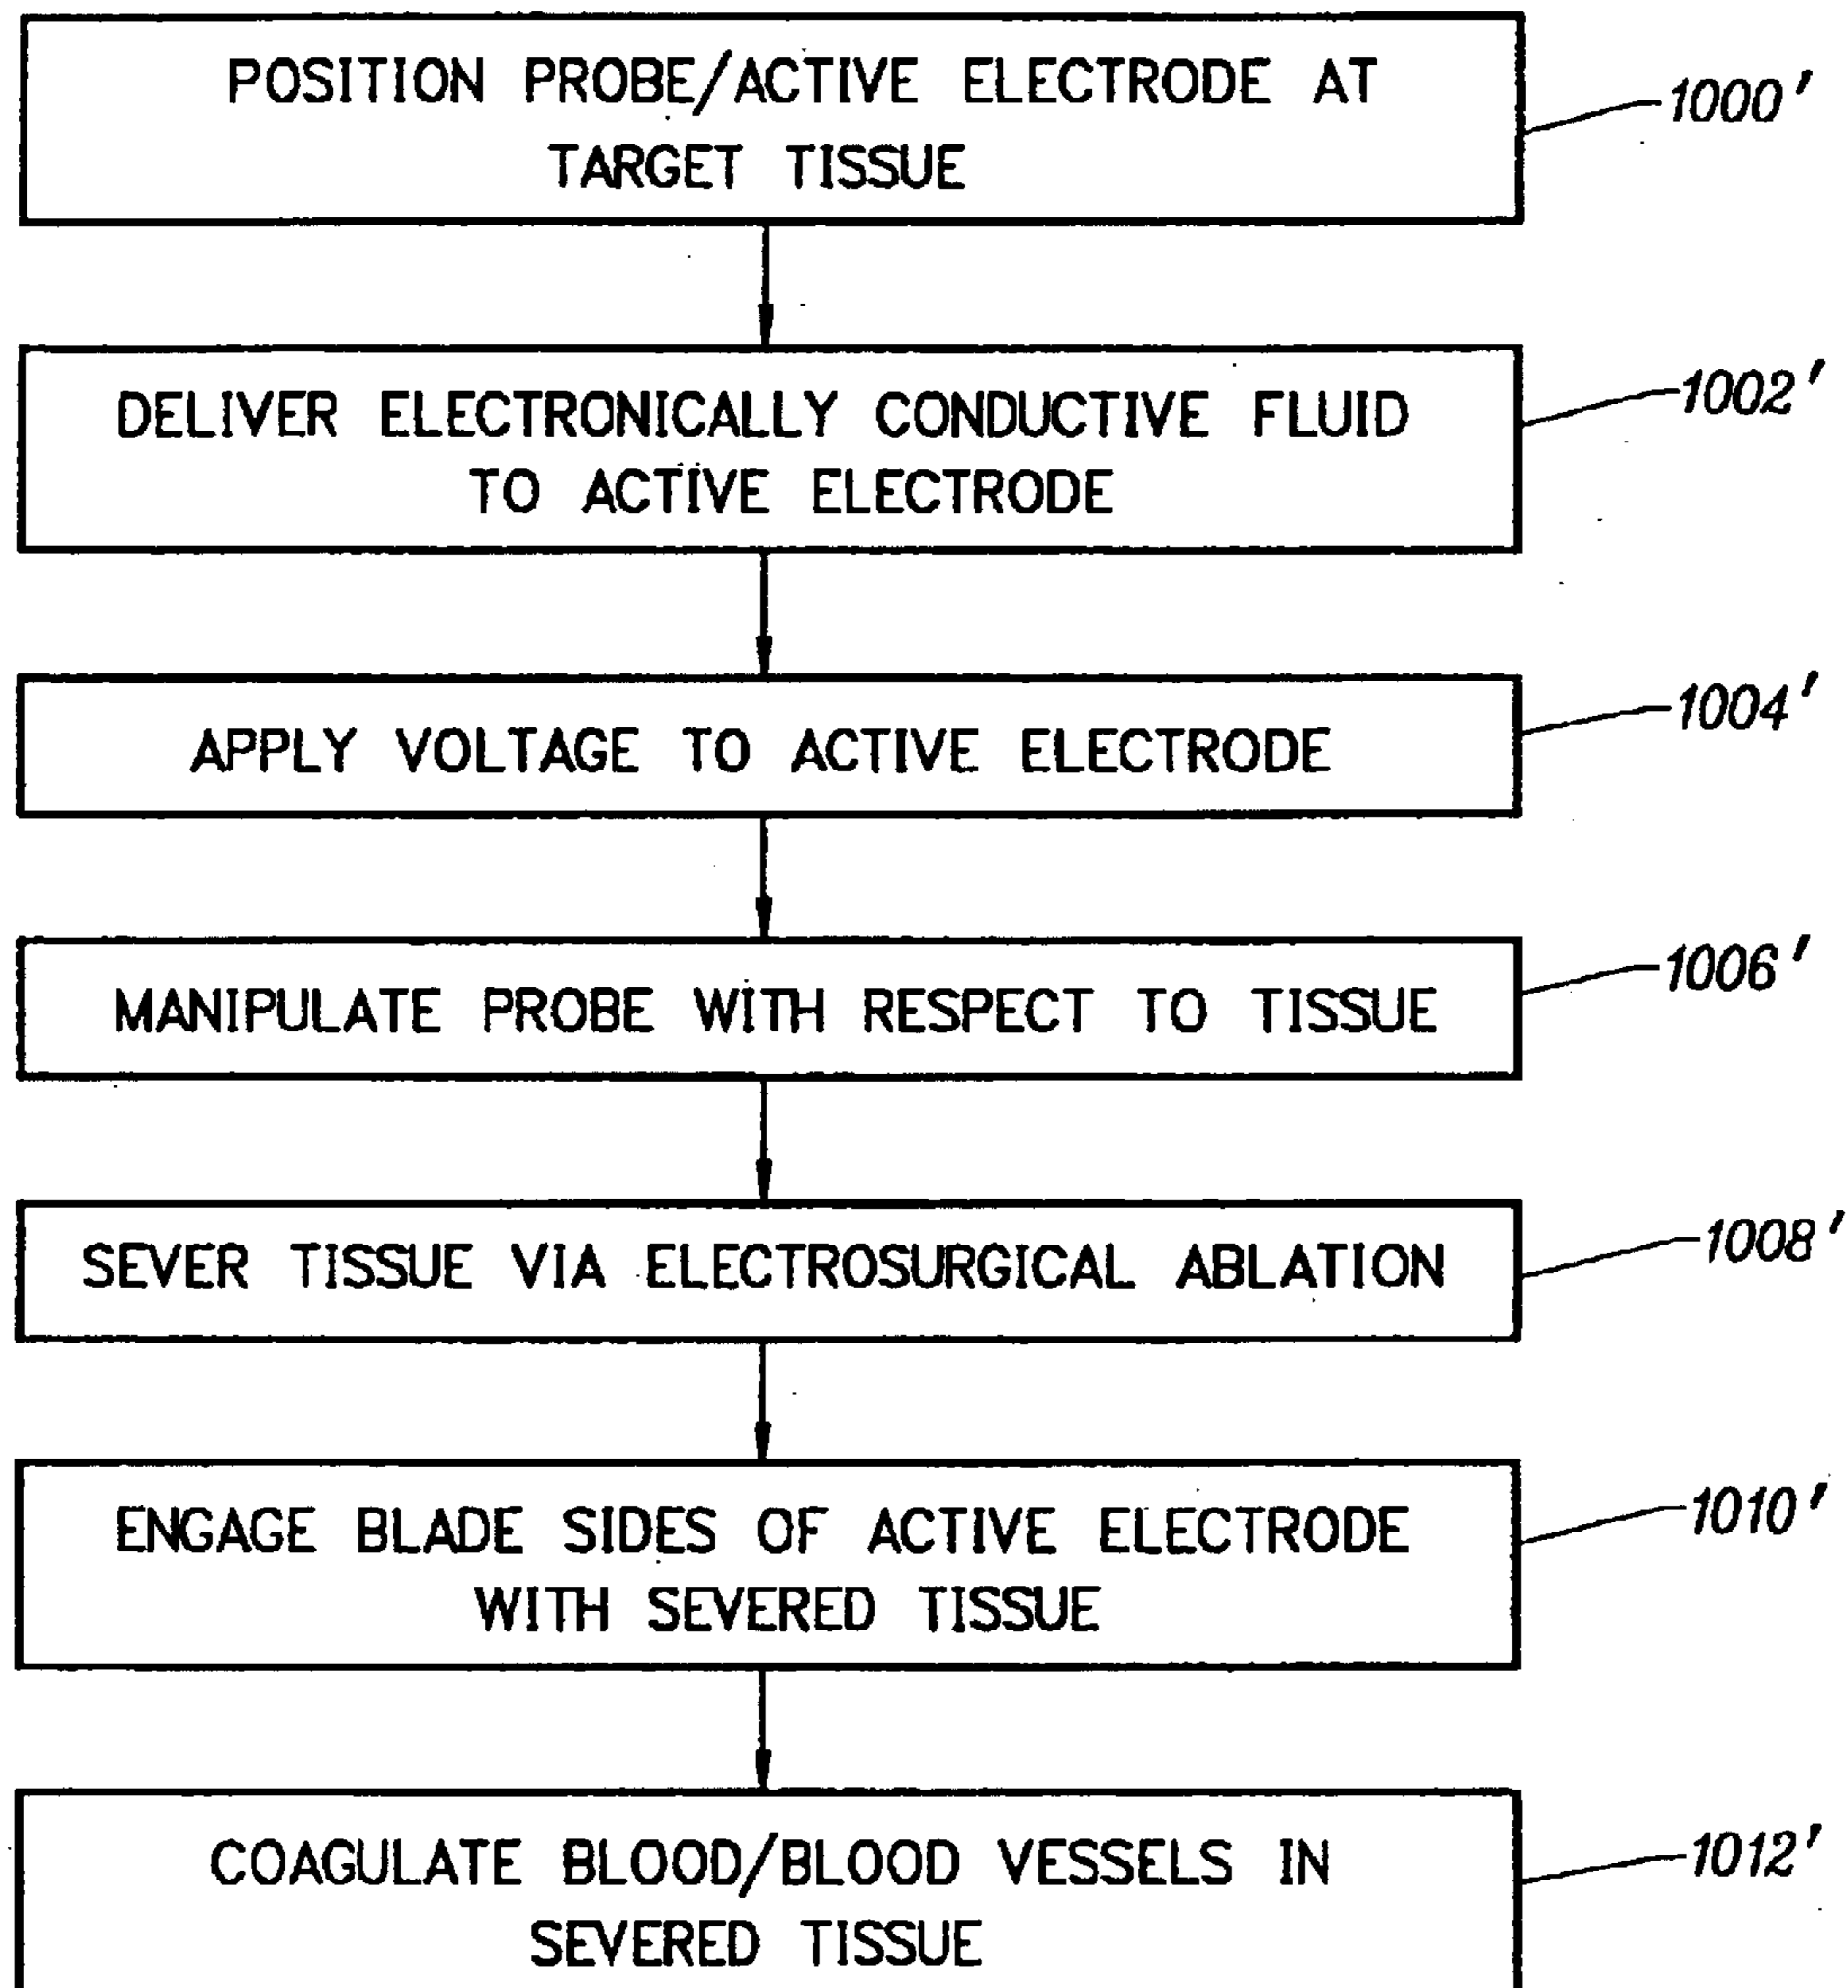 POSITION PROBE/ACTIVE ELECTRODE AT
TARGET TISSUE
1000'
DELIVER ELECTRONICALLY CONDUCTIVE FLUID
TO ACTIVE ELECTRODE
1002'
APPLY VOLTAGE TO ACTIVE ELECTRODE
1004'
MANIPULATE PROBE WITH RESPECT TO TISSUE
1006'
SEVER TISSUE VIA ELECTROSURGICAL ABLATION
1008'
ENGAGE BLADE SIDES OF ACTIVE ELECTRODE
WITH SEVERED TISSUE
1010'
COAGULATE BLOOD/BLOOD VESSELS IN
SEVERED TISSUE
1012'